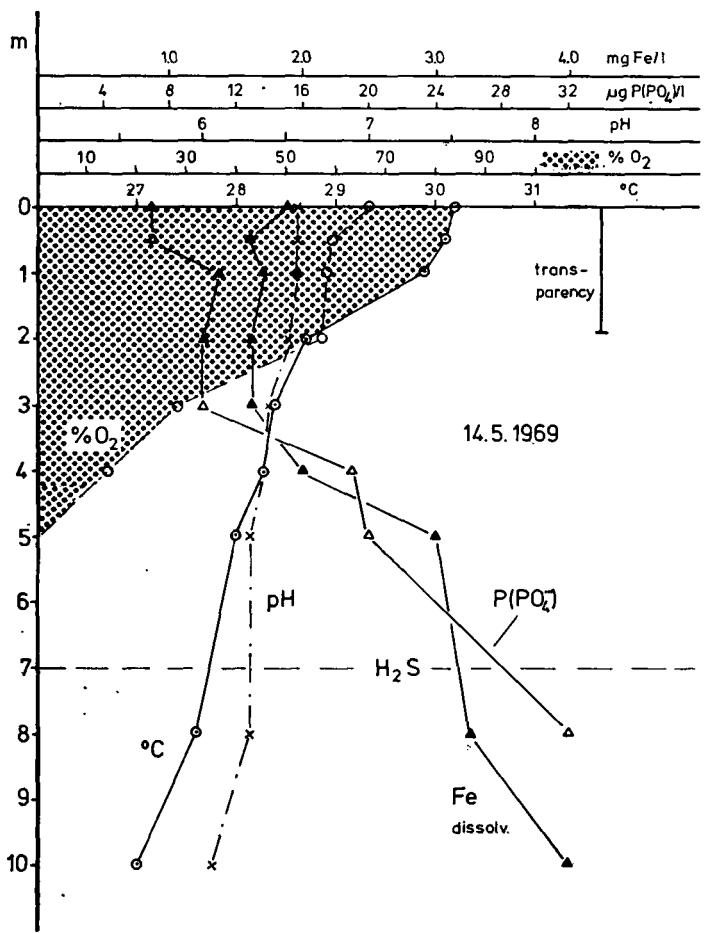 m
1.0 2.0 3.0 4.0 mg Fe/l
4 8 12 16 20 24 28 32 µg P(PO₄)/l
6 7 8 pH
10 30 50 70 90 % O₂
27 28 29 30 31 °C
0
1
2
3
4
5
6
7
8
9
10
trans-
parency
% O₂
14.5.1969
pH
P(PO₄⁻)
H₂S
°C
Fe
dissolv.